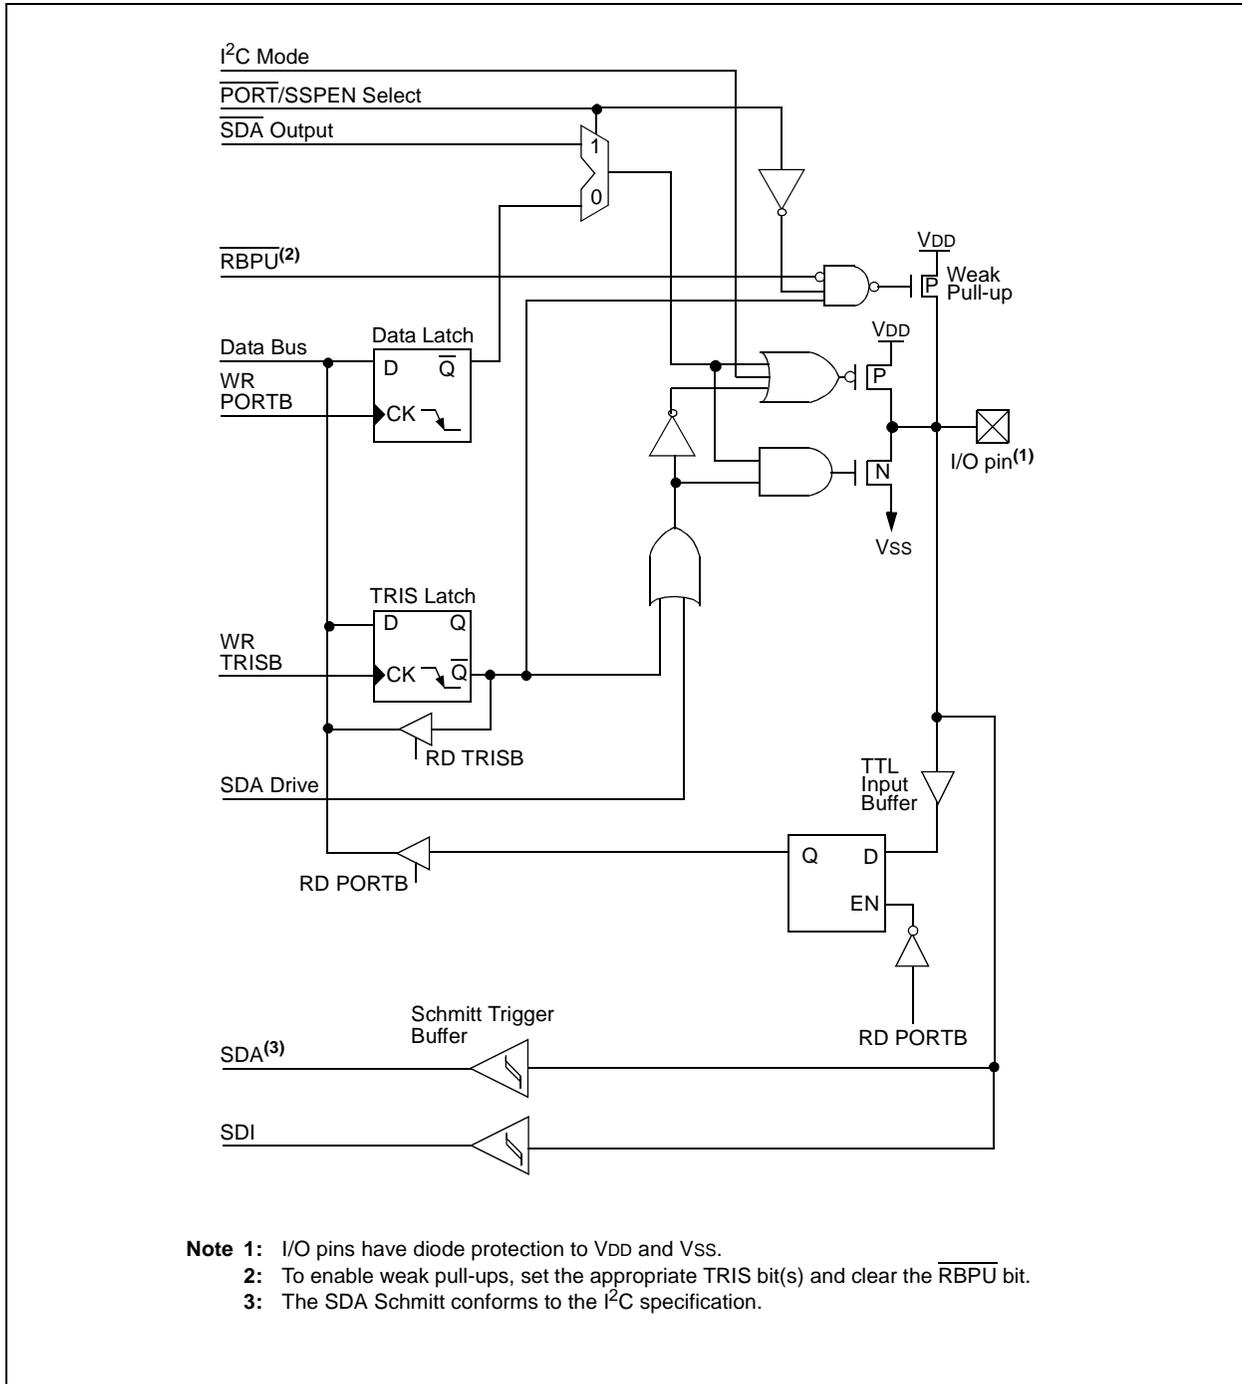 I²C Mode
P̅O̅R̅T̅/SSPEN Select
S̅D̅A̅ Output
1
0
VDD
R̅B̅P̅U̅(2)
P
Weak
Pull-up
VDD
Data Latch
Data Bus
D
Q̅
WR
PORTB
CK
P
I/O pin(1)
N
VSS
TRIS Latch
D
Q
WR
TRISB
CK
Q̅
RD TRISB
TTL
Input
Buffer
SDA Drive
Q
D
RD PORTB
EN
Schmitt Trigger
Buffer
RD PORTB
SDA(3)
SDI
Note 1: I/O pins have diode protection to VDD and VSS.
2: To enable weak pull-ups, set the appropriate TRIS bit(s) and clear the R̅B̅P̅U̅ bit.
3: The SDA Schmitt conforms to the I²C specification.